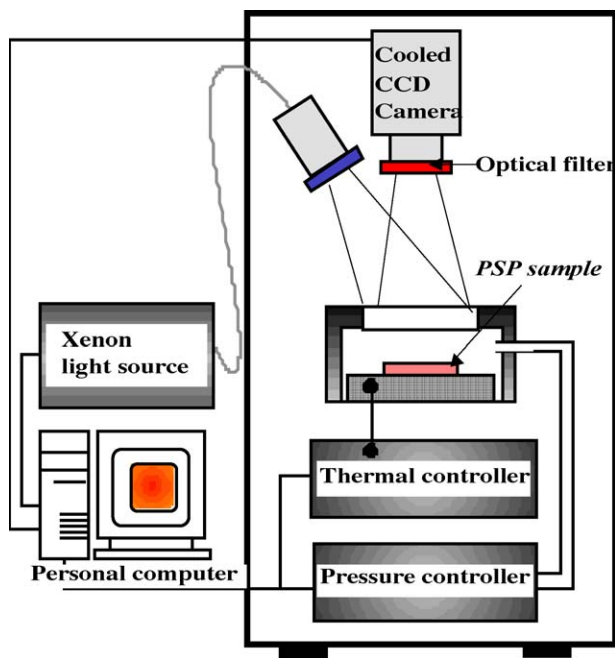 Cooled
CCD
Camera
Optical filter
PSP sample
Xenon
light source
Thermal controller
Personal computer
Pressure controller